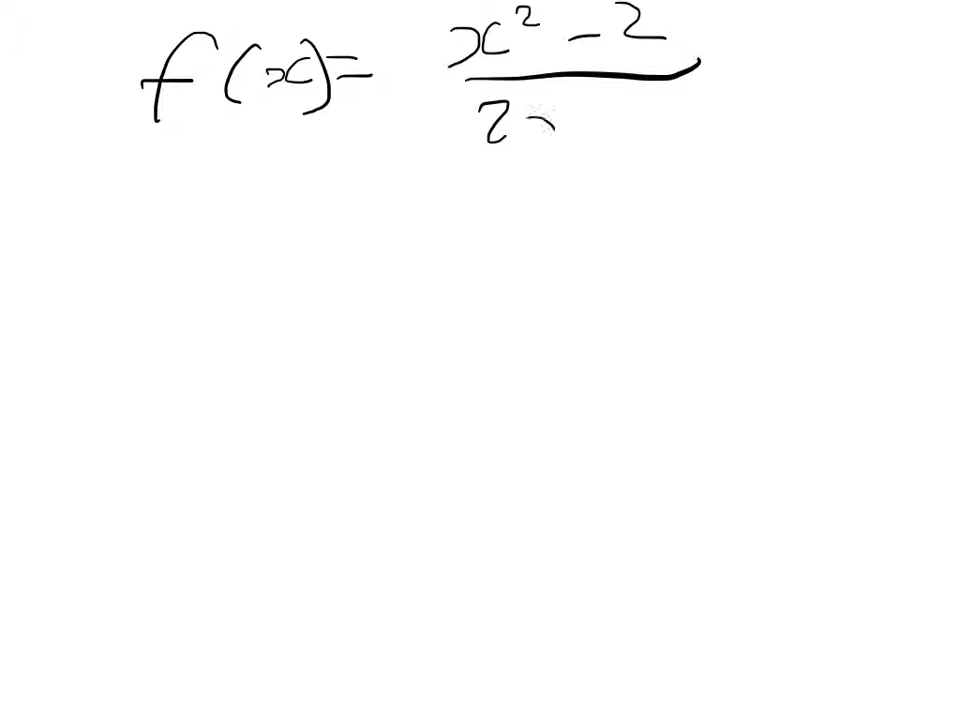 f(x) = x² - 2
2